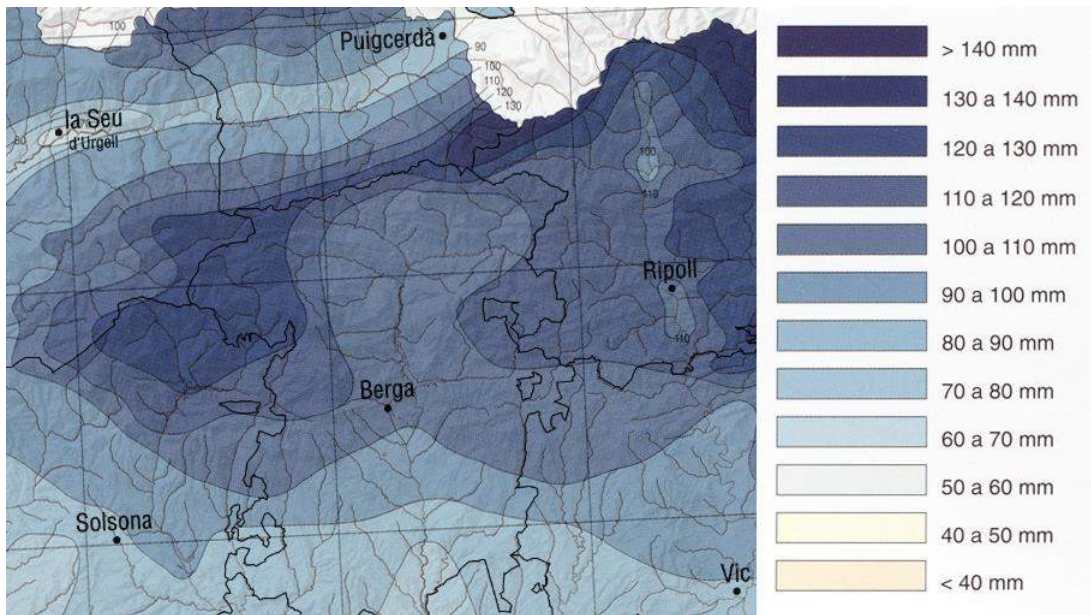 100
Puigcerdà
90
100
110
120
130
la Seu
d'Urgell
80
100
110
Ripoll
110
Berga
Solsona
Vic
> 140 mm
130 a 140 mm
120 a 130 mm
110 a 120 mm
100 a 110 mm
90 a 100 mm
80 a 90 mm
70 a 80 mm
60 a 70 mm
50 a 60 mm
40 a 50 mm
< 40 mm